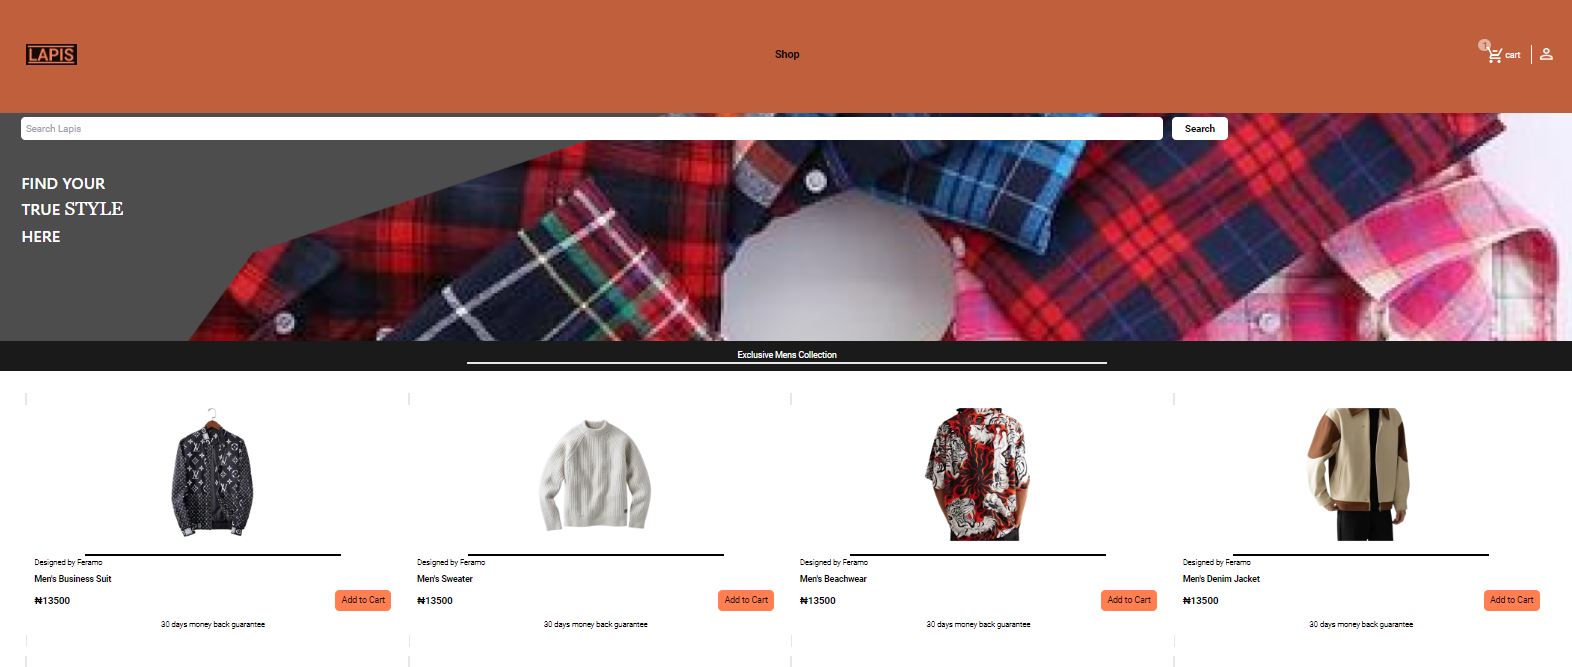 LAPIS
Shop
1
cart
Search Lapis
Search
FIND YOUR
TRUE STYLE
HERE
Exclusive Mens Collection
Designed by Feramo
Men's Business Suit
₦13500
Add to Cart
30 days money back guarantee
Designed by Feramo
Men's Sweater
₦13500
Add to Cart
30 days money back guarantee
Designed by Feramo
Men's Beachwear
₦13500
Add to Cart
30 days money back guarantee
Designed by Feramo
Men's Denim Jacket
₦13500
Add to Cart
30 days money back guarantee